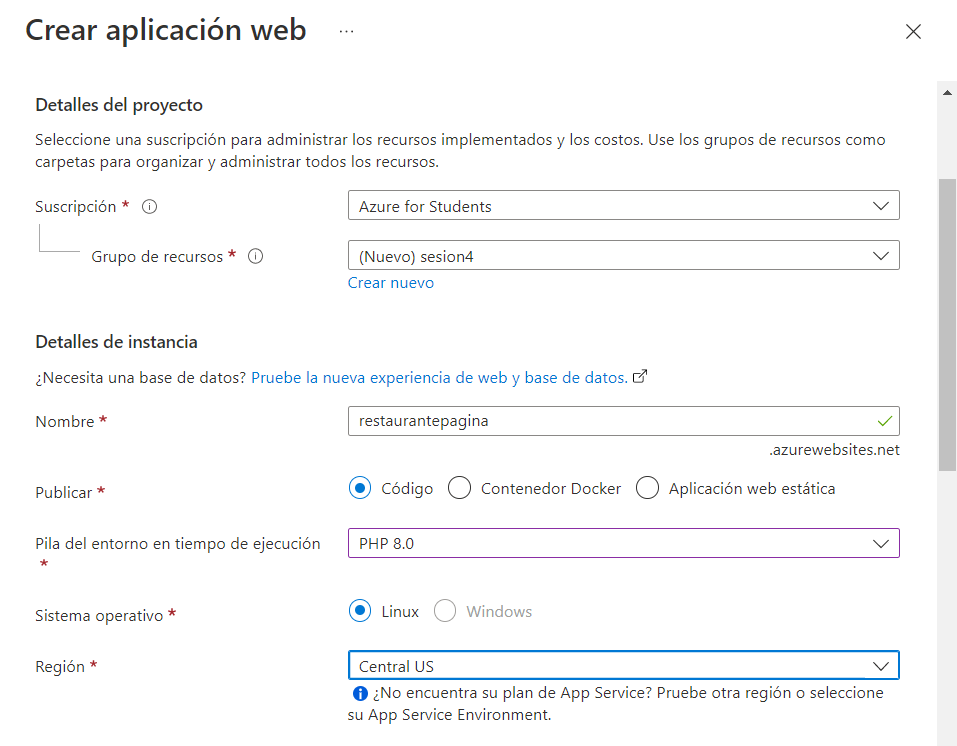 Crear aplicación web ...
Detalles del proyecto
Seleccione una suscripción para administrar los recursos implementados y los costos. Use los grupos de recursos como
carpetas para organizar y administrar todos los recursos.
Suscripción * Azure for Students
Grupo de recursos * (Nuevo) sesion4
Crear nuevo
Detalles de instancia
¿Necesita una base de datos? Pruebe la nueva experiencia de web y base de datos.
Nombre * restaurantepagina
.azurewebsites.net
Publicar * Código Contenedor Docker Aplicación web estática
Pila del entorno en tiempo de ejecución PHP 8.0
*
Sistema operativo * Linux Windows
Región * Central US
¿No encuentra su plan de App Service? Pruebe otra región o seleccione
su App Service Environment.